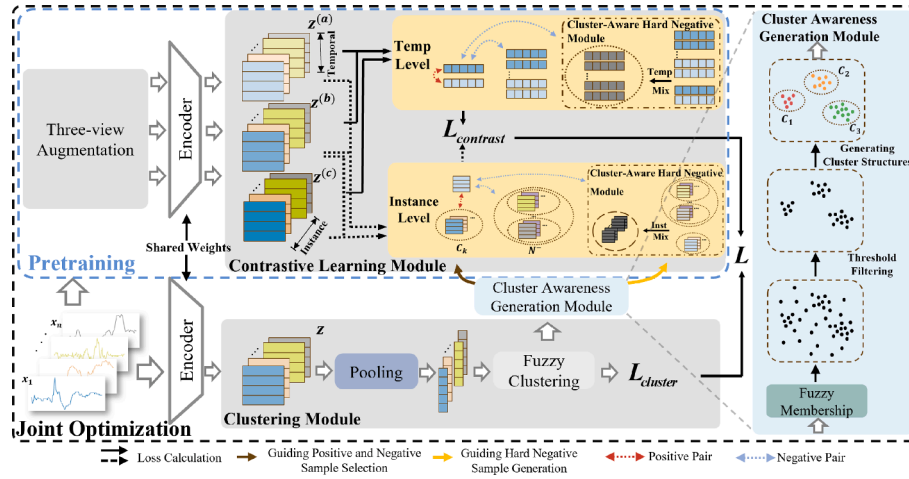 Three-view
Augmentation
Encoder
Shared Weights
Pretraining
z(a)
Temporal
z(b)
z(c)
Instance
Contrastive Learning Module
Temp
Level
Cluster-Aware Hard Negative
Module
Temp
Mix
Lcontrast
Instance
Level
Ck
N
Cluster-Aware Hard Negative
Module
Inst
Mix
L
Cluster Awareness
Generation Module
xn
x1
Joint Optimization
Encoder
z
Pooling
Fuzzy
Clustering
Lcluster
Clustering Module
Cluster Awareness
Generation Module
C1
C2
C3
Generating
Cluster Structures
Threshold
Filtering
Fuzzy
Membership
Loss Calculation
Guiding Positive and Negative
Sample Selection
Guiding Hard Negative
Sample Generation
Positive Pair
Negative Pair